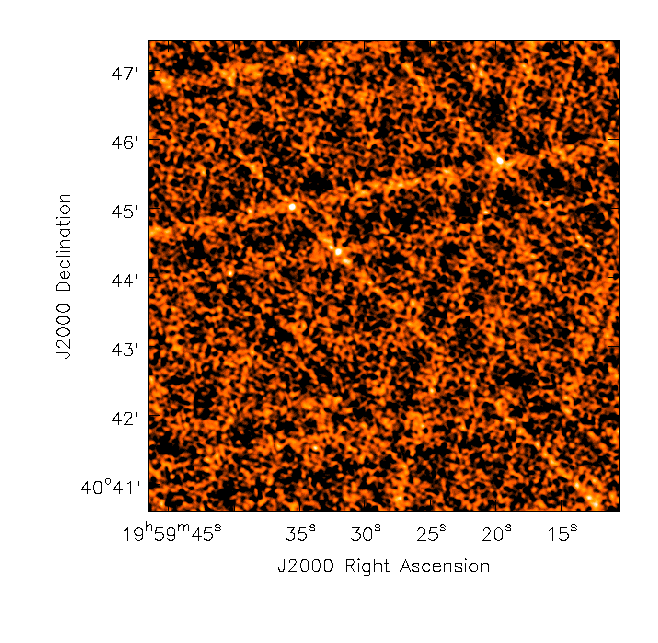 47'
46'
45'
44'
43'
42'
40°41'
J2000 Declination
19ʰ59ᵐ45ˢ 35ˢ 30ˢ 25ˢ 20ˢ 15ˢ
J2000 Right Ascension